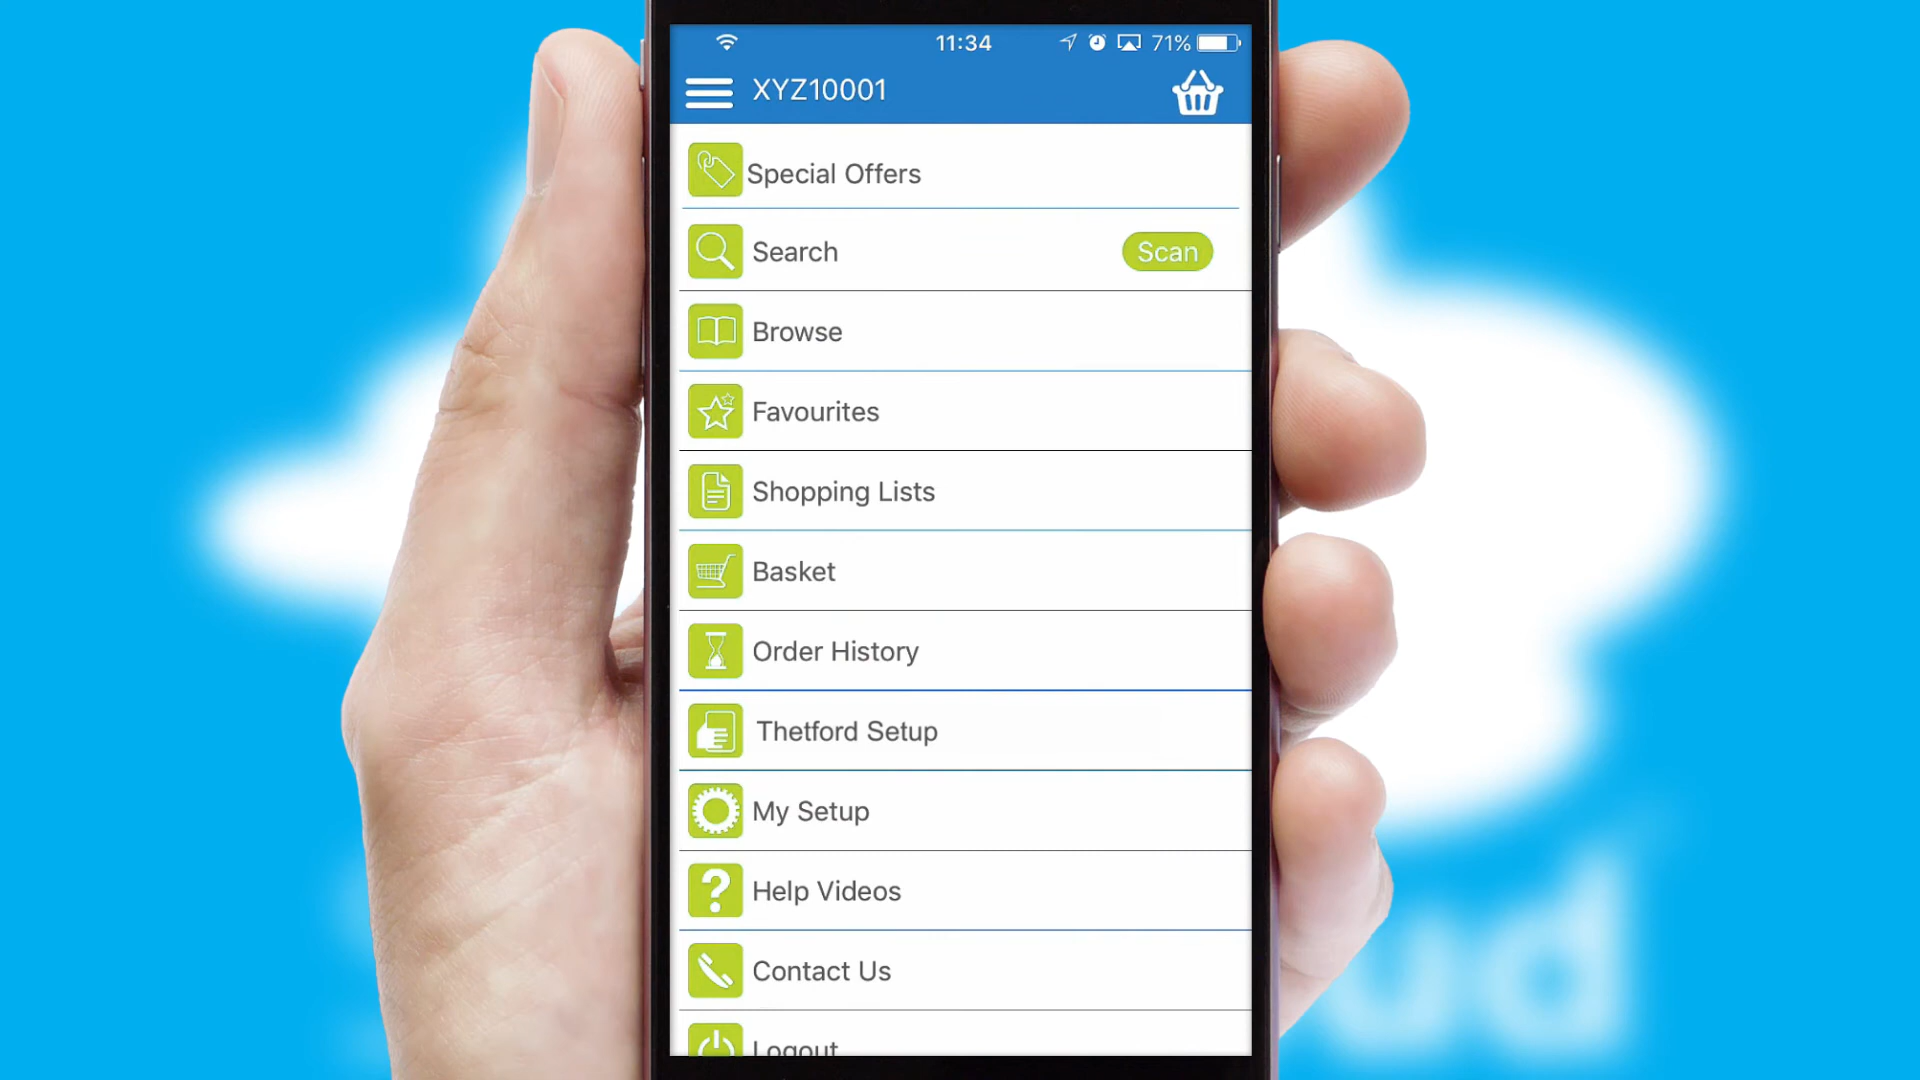 11:34 71%
XYZ10001
Special Offers
Search Scan
Browse
Favourites
Shopping Lists
Basket
Order History
Thetford Setup
My Setup
Help Videos
Contact Us
Logout
ud